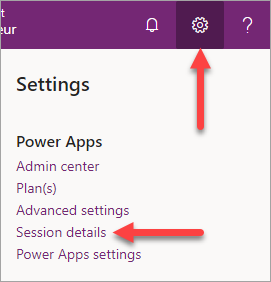 t
eur
?
Settings
Power Apps
Admin center
Plan(s)
Advanced settings
Session details
Power Apps settings